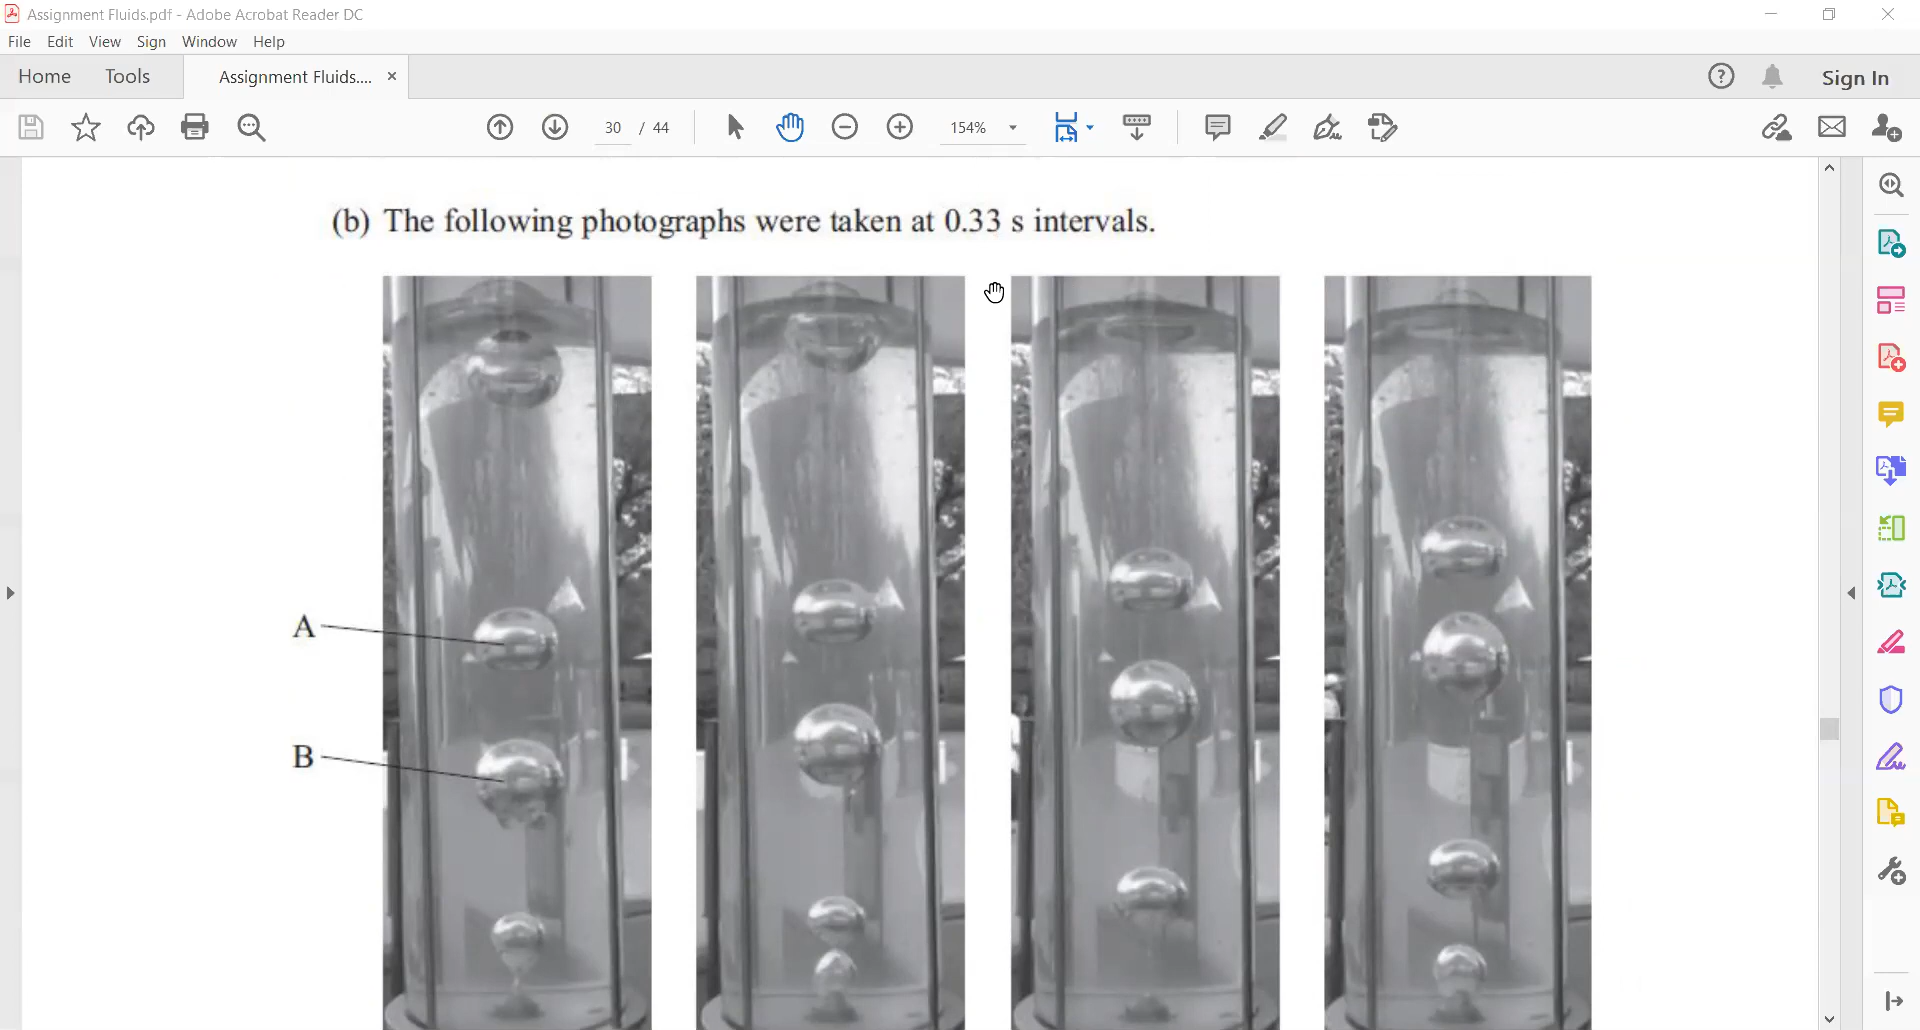 Assignment Fluids.pdf - Adobe Acrobat Reader DC
File Edit View Sign Window Help
Home Tools Assignment Fluids.... ×
Sign In
30 / 44 154%
(b) The following photographs were taken at 0.33 s intervals.
A
B